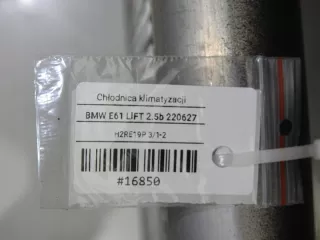 Chłodnica klimatyzacji
BMW E61 LIFT 2.5b 220627
H2RE19P 3/1-2
#16850